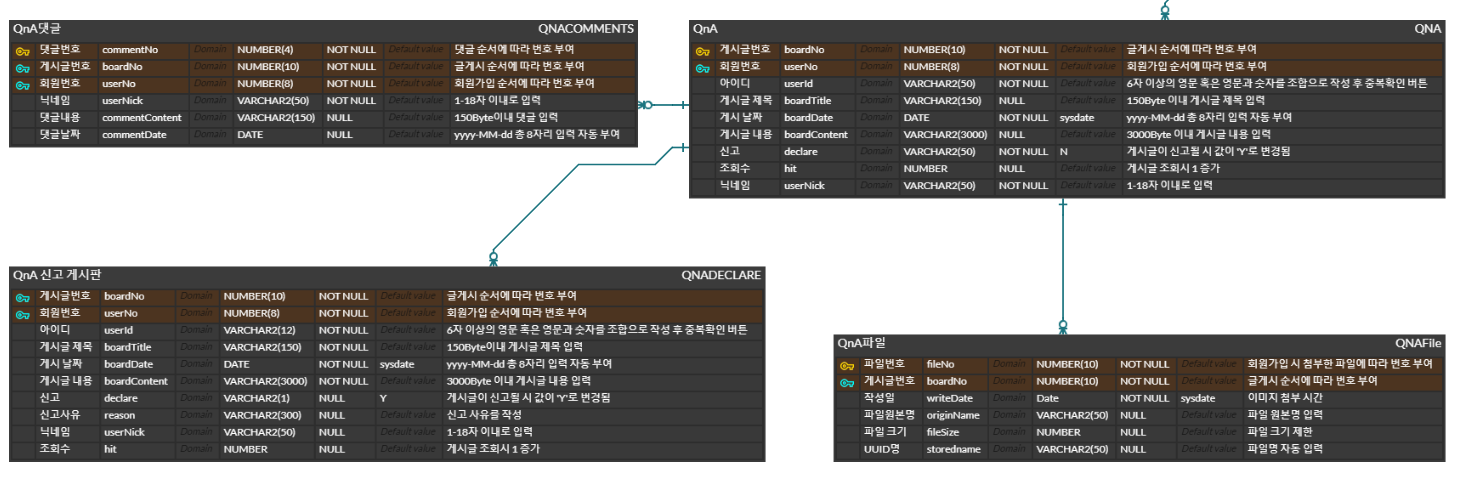 QnA댓글 QNACOMMENTS
댓글번호 commentNo Domain NUMBER(4) NOT NULL Default value 댓글 순서에 따라 번호 부여
게시글번호 boardNo Domain NUMBER(10) NOT NULL Default value 글게시 순서에 따라 번호 부여
회원번호 userNo Domain NUMBER(8) NOT NULL Default value 회원가입 순서에 따라 번호 부여
닉네임 userNick Domain VARCHAR2(50) NOT NULL Default value 1-18자 이내로 입력
댓글내용 commentContent Domain VARCHAR2(150) NULL Default value 150Byte이내 댓글 입력
댓글날짜 commentDate Domain DATE NOT NULL Default value yyyy-MM-dd 총 8자리 입력 자동 부여
QnA QNA
게시글번호 boardNo Domain NUMBER(10) NOT NULL Default value 글게시 순서에 따라 번호 부여
회원번호 userNo Domain NUMBER(8) NOT NULL Default value 회원가입 순서에 따라 번호 부여
아이디 userId Domain VARCHAR2(50) NOT NULL Default value 6자 이상의 영문 혹은 영문과 숫자를 조합으로 작성 후 중복확인 버튼
게시글 제목 boardTitle Domain VARCHAR2(150) NULL Default value 150Byte 이내 게시글 제목 입력
게시 날짜 boardDate Domain DATE NOT NULL sysdate yyyy-MM-dd 총 8자리 입력 자동 부여
게시글 내용 boardContent Domain VARCHAR2(3000) NULL Default value 3000Byte 이내 게시글 내용 입력
신고 declare Domain VARCHAR2(50) NOT NULL N 게시글이 신고될 시 값이 'Y'로 변경됨
조회수 hit Domain NUMBER NULL Default value 게시글 조회시 1 증가
닉네임 userNick Domain VARCHAR2(50) NOT NULL Default value 1-18자 이내로 입력
QnA 신고 게시판 QNADECLARE
게시글번호 boardNo Domain NUMBER(10) NOT NULL Default value 글게시 순서에 따라 번호 부여
회원번호 userNo Domain NUMBER(8) NOT NULL Default value 회원가입 순서에 따라 번호 부여
아이디 userId Domain VARCHAR2(12) NOT NULL Default value 6자 이상의 영문 혹은 영문과 숫자를 조합으로 작성 후 중복확인 버튼
게시글 제목 boardTitle Domain VARCHAR2(150) NULL Default value 150Byte이내 게시글 제목 입력
게시 날짜 boardDate Domain DATE NOT NULL sysdate yyyy-MM-dd 총 8자리 입력 자동 부여
게시글 내용 boardContent Domain VARCHAR2(3000) NULL Default value 3000Byte 이내 게시글 내용 입력
신고 declare Domain VARCHAR2(1) NULL Y 게시글이 신고될 시 값이 'Y'로 변경됨
신고사유 reason Domain VARCHAR2(300) NULL Default value 신고 사유를 작성
닉네임 userNick Domain VARCHAR2(50) NULL Default value 1-18자 이내로 입력
조회수 hit Domain NUMBER NULL Default value 게시글 조회시 1 증가
QnA파일 QNAFile
파일번호 fileNo Domain NUMBER(10) NOT NULL Default value 회원가입 시 첨부한 파일에 따라 번호 부여
게시글번호 boardNo Domain NUMBER(10) NOT NULL Default value 글게시 순서에 따라 번호 부여
작성일 writeDate Domain Date NOT NULL sysdate 이미지 첨부 시간
파일원본명 originName Domain VARCHAR2(50) NULL Default value 파일 원본명 입력
파일 크기 fileSize Domain NUMBER NULL Default value 파일 크기 제한
UUID명 storedname Domain VARCHAR2(50) NULL Default value 파일명 자동 입력